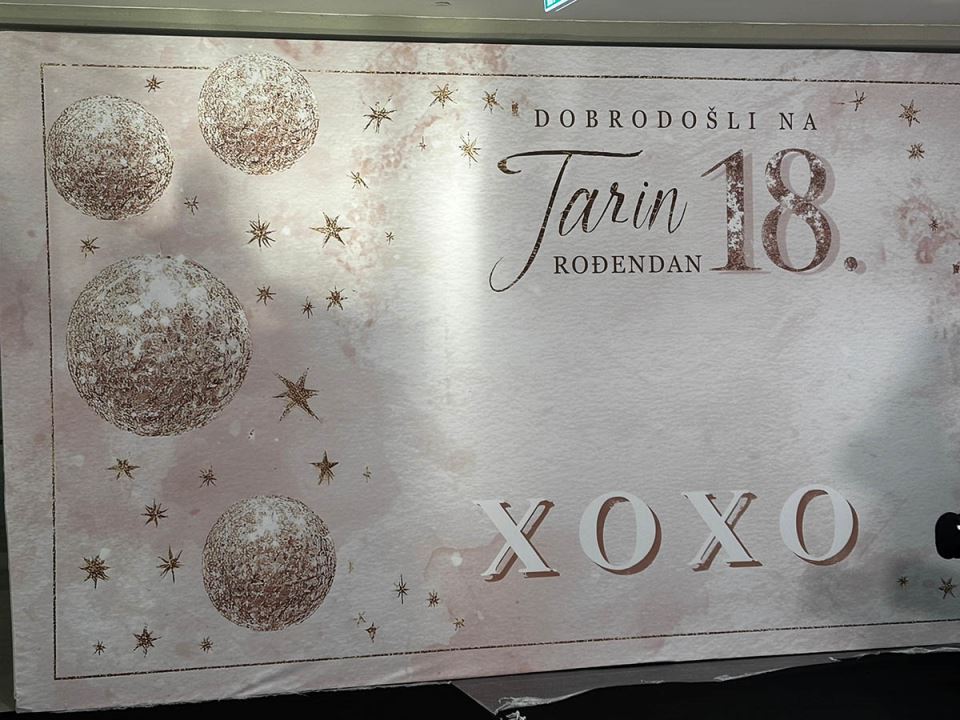 DOBRODOŠLI NA
Tarin 18.
ROĐENDAN
XOXO